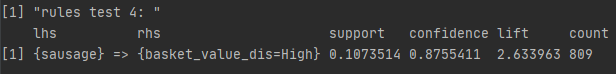 [1] "rules test 4: "
lhs rhs support confidence lift count
[1] {sausage} => {basket_value_dis=High} 0.1073514 0.8755411 2.633963 809